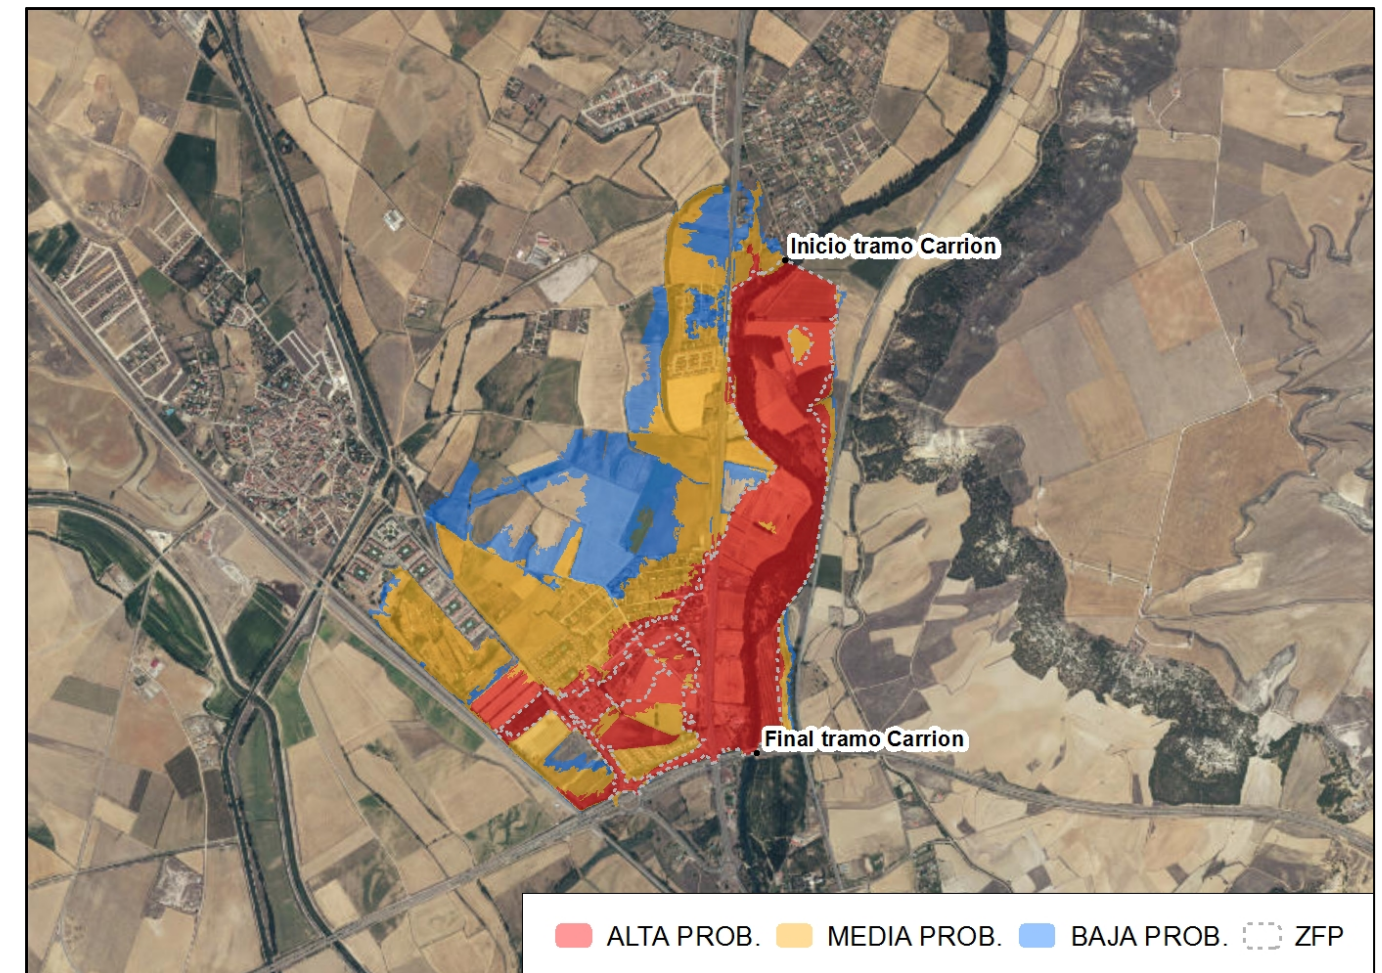 Inicio tramo Carrion
Final tramo Carrion
ALTA PROB. MEDIA PROB. BAJA PROB. ZFP